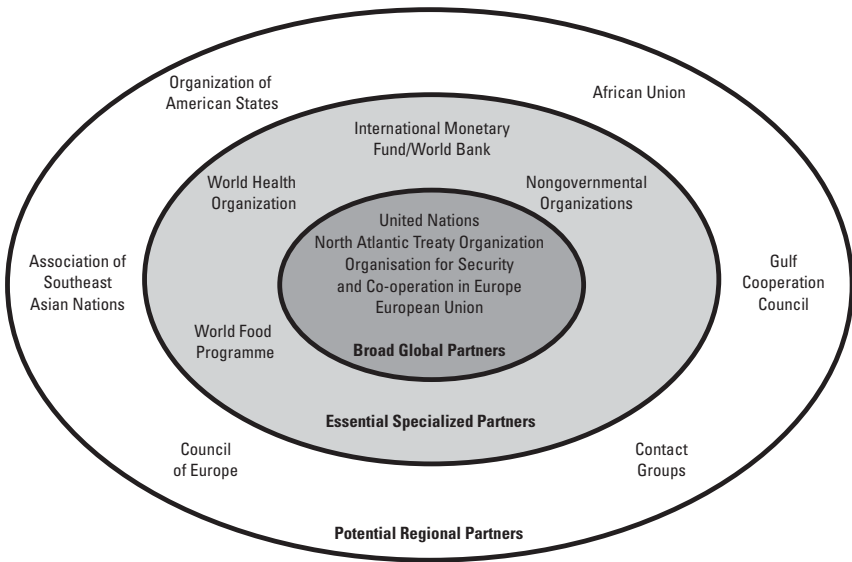 Organization of
American States
African Union
International Monetary
Fund/World Bank
World Health
Organization
Nongovernmental
Organizations
United Nations
North Atlantic Treaty Organization
Organisation for Security
and Co-operation in Europe
European Union
Association of
Southeast
Asian Nations
Gulf
Cooperation
Council
World Food
Programme
Broad Global Partners
Essential Specialized Partners
Council
of Europe
Contact
Groups
Potential Regional Partners